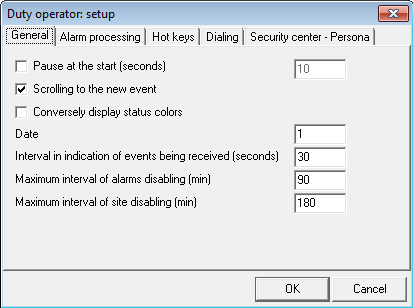 Duty operator: setup
General Alarm processing Hot keys Dialing Security center - Persona
Pause at the start (seconds) 10
Scrolling to the new event
Conversely display status colors
Date 1
Interval in indication of events being received (seconds) 30
Maximum interval of alarms disabling (min) 90
Maximum interval of site disabling (min) 180
OK Cancel